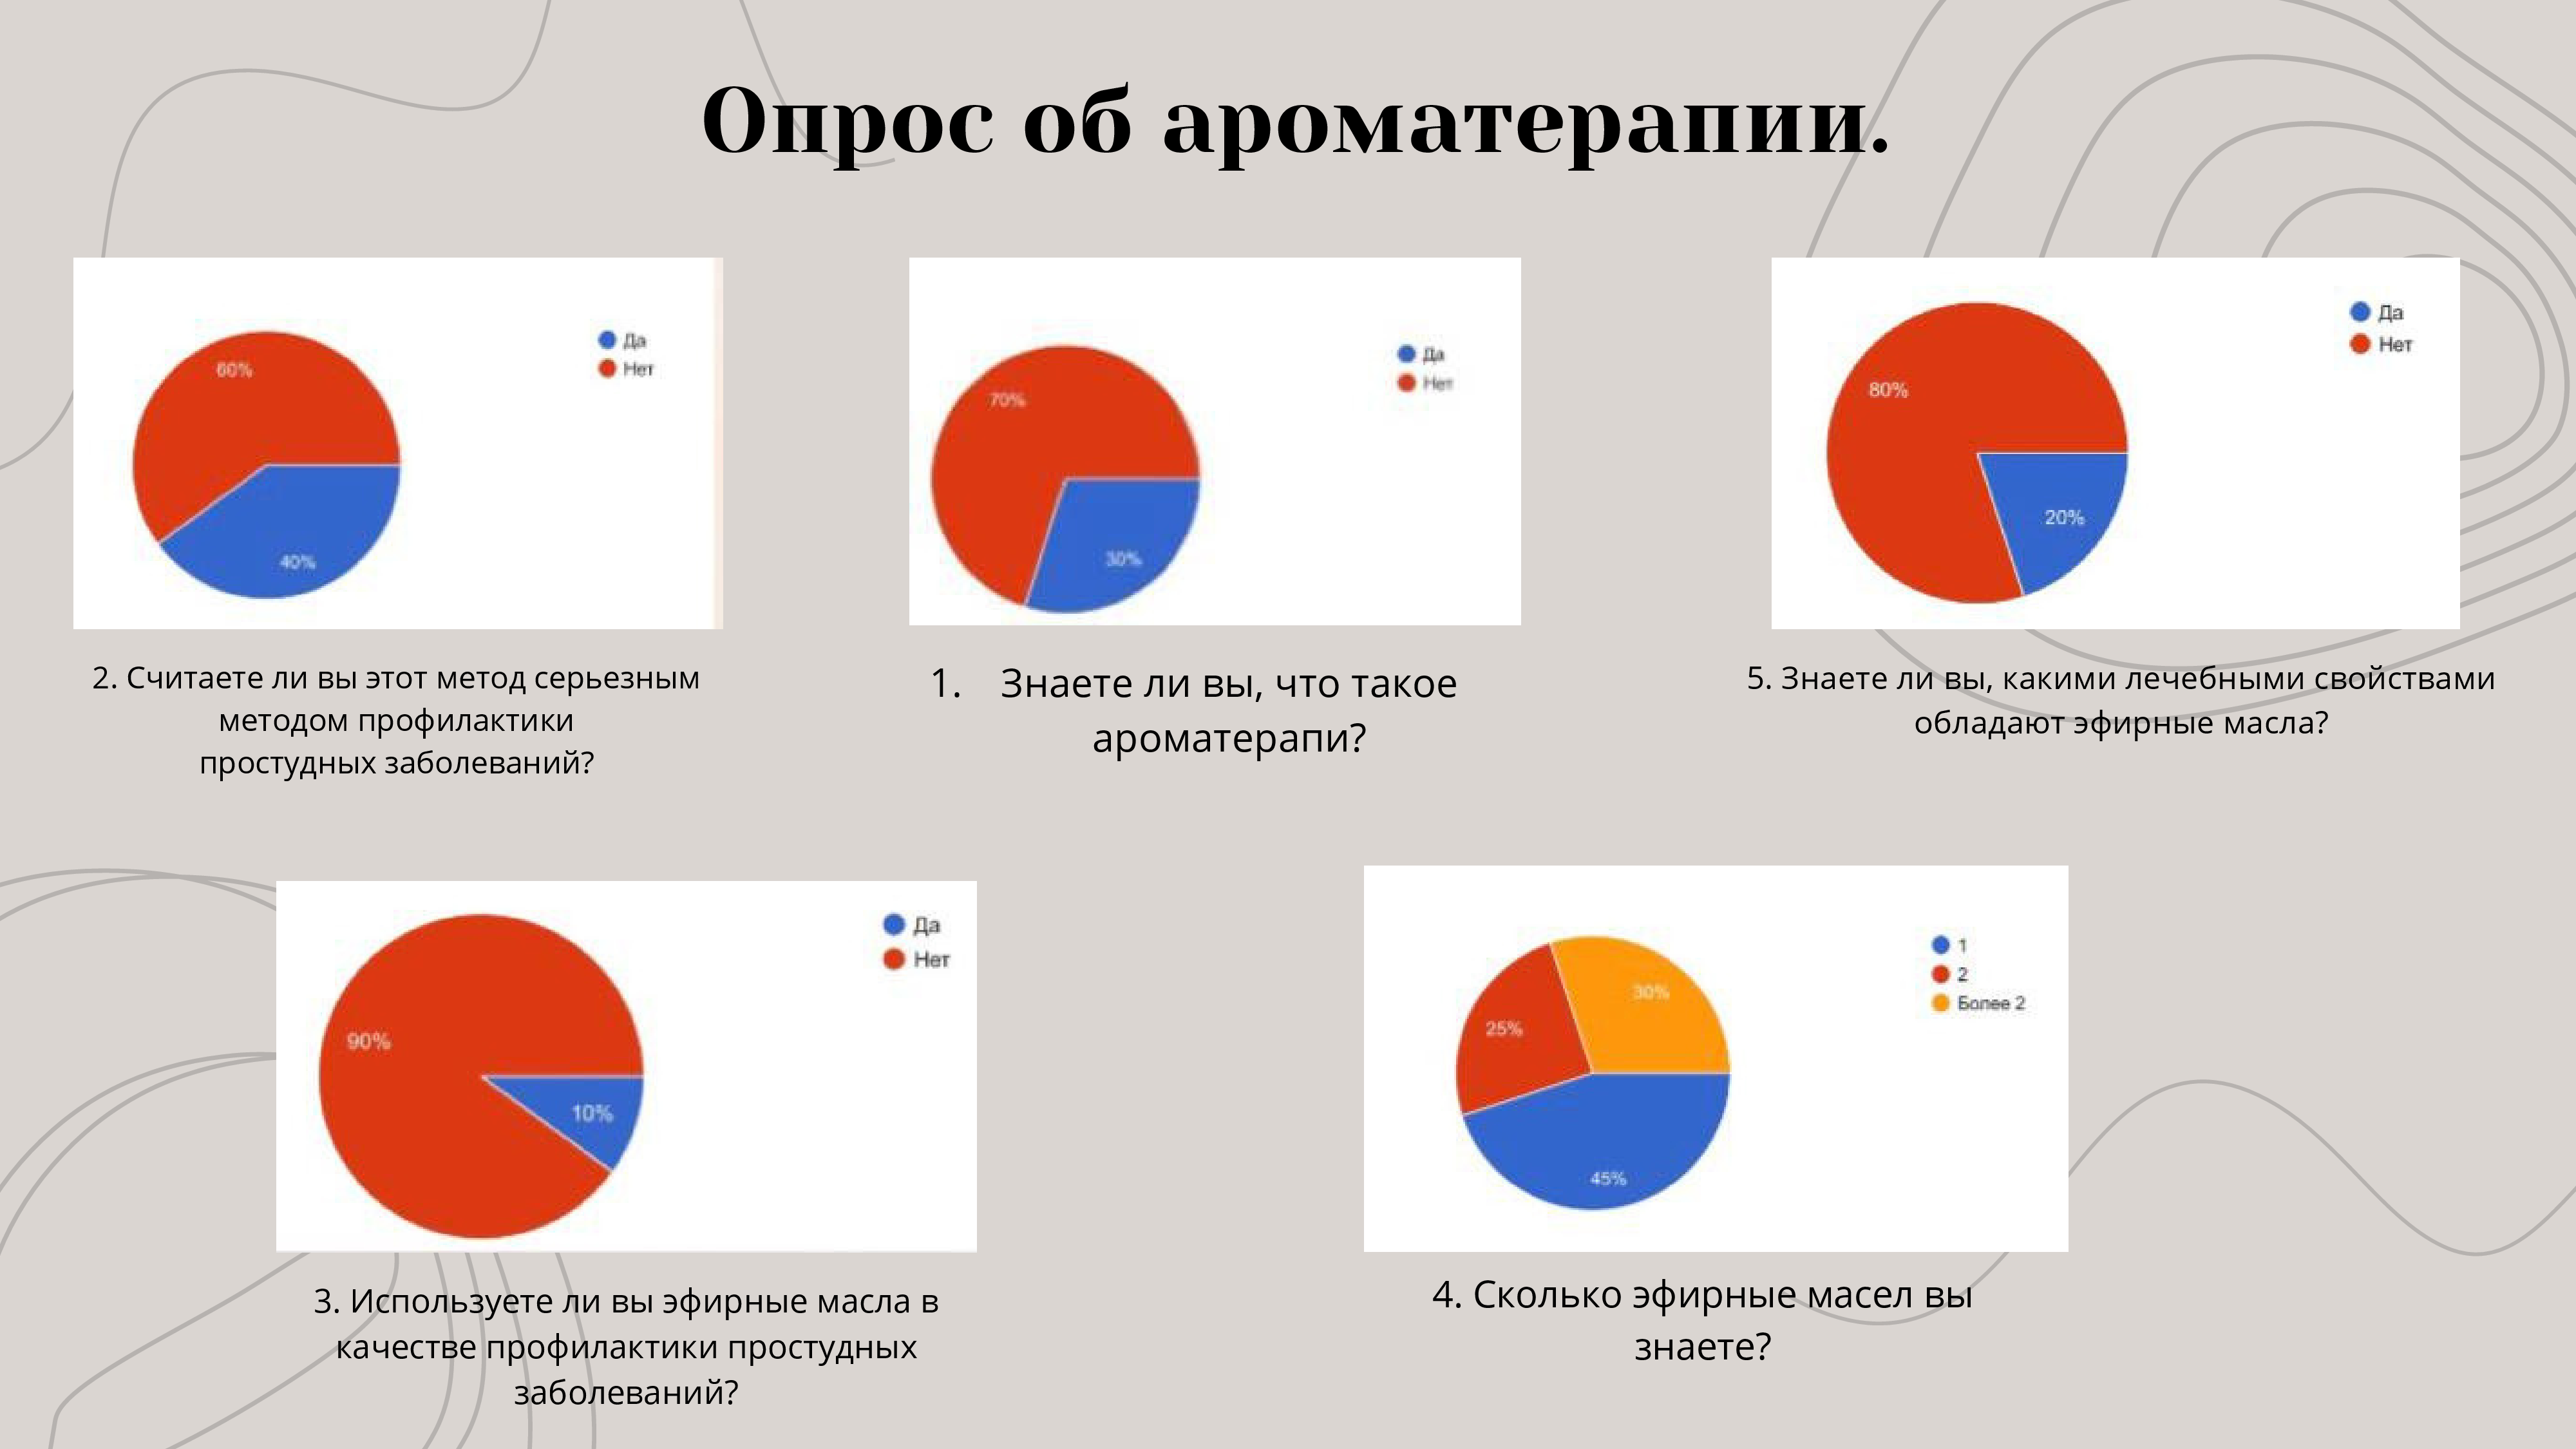 Опрос об ароматерапии.
60%
40%
Да
Нет
2. Считаете ли вы этот метод серьезным
методом профилактики
простудных заболеваний?
70%
30%
Да
Нет
1. Знаете ли вы, что такое
ароматерапи?
80%
20%
Да
Нет
5. Знаете ли вы, какими лечебными свойствами
обладают эфирные масла?
90%
10%
Да
Нет
3. Используете ли вы эфирные масла в
качестве профилактики простудных
заболеваний?
30%
25%
45%
1
2
Более 2
4. Сколько эфирные масел вы
знаете?